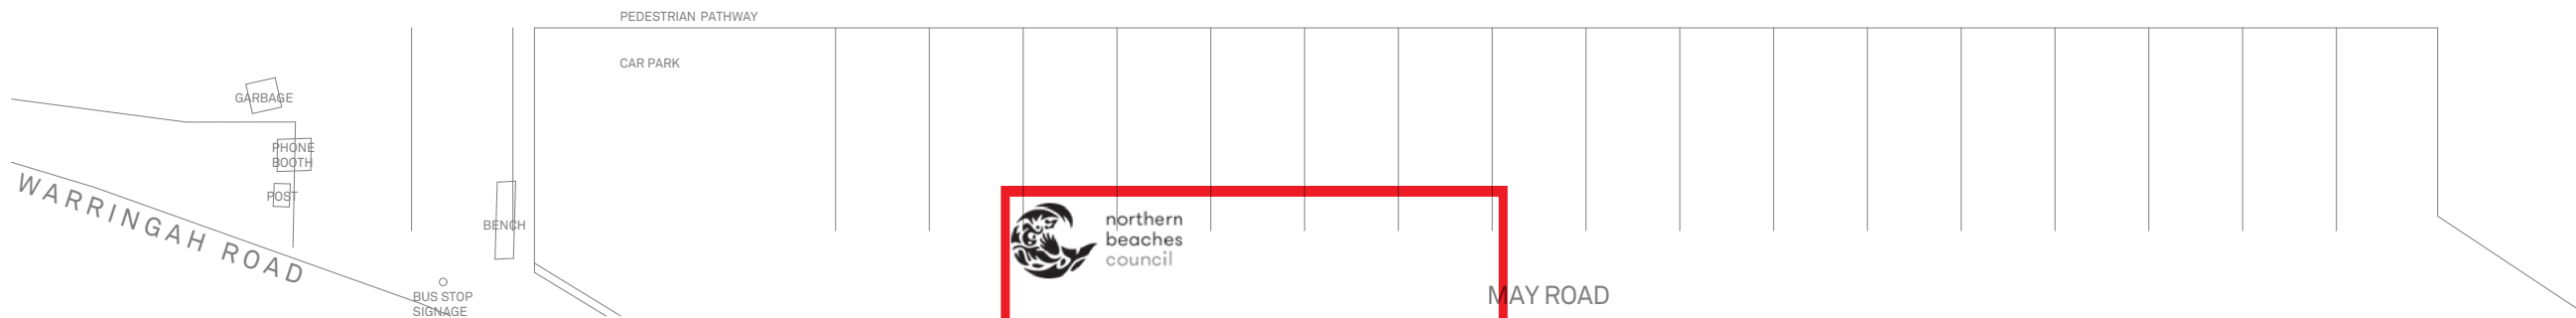 PEDESTRIAN PATHWAY
CAR PARK
GARBAGE
PHONE
BOOTH
POST
WARRINGAH ROAD
BENCH
northern
beaches
council
BUS STOP
SIGNAGE
MAY ROAD